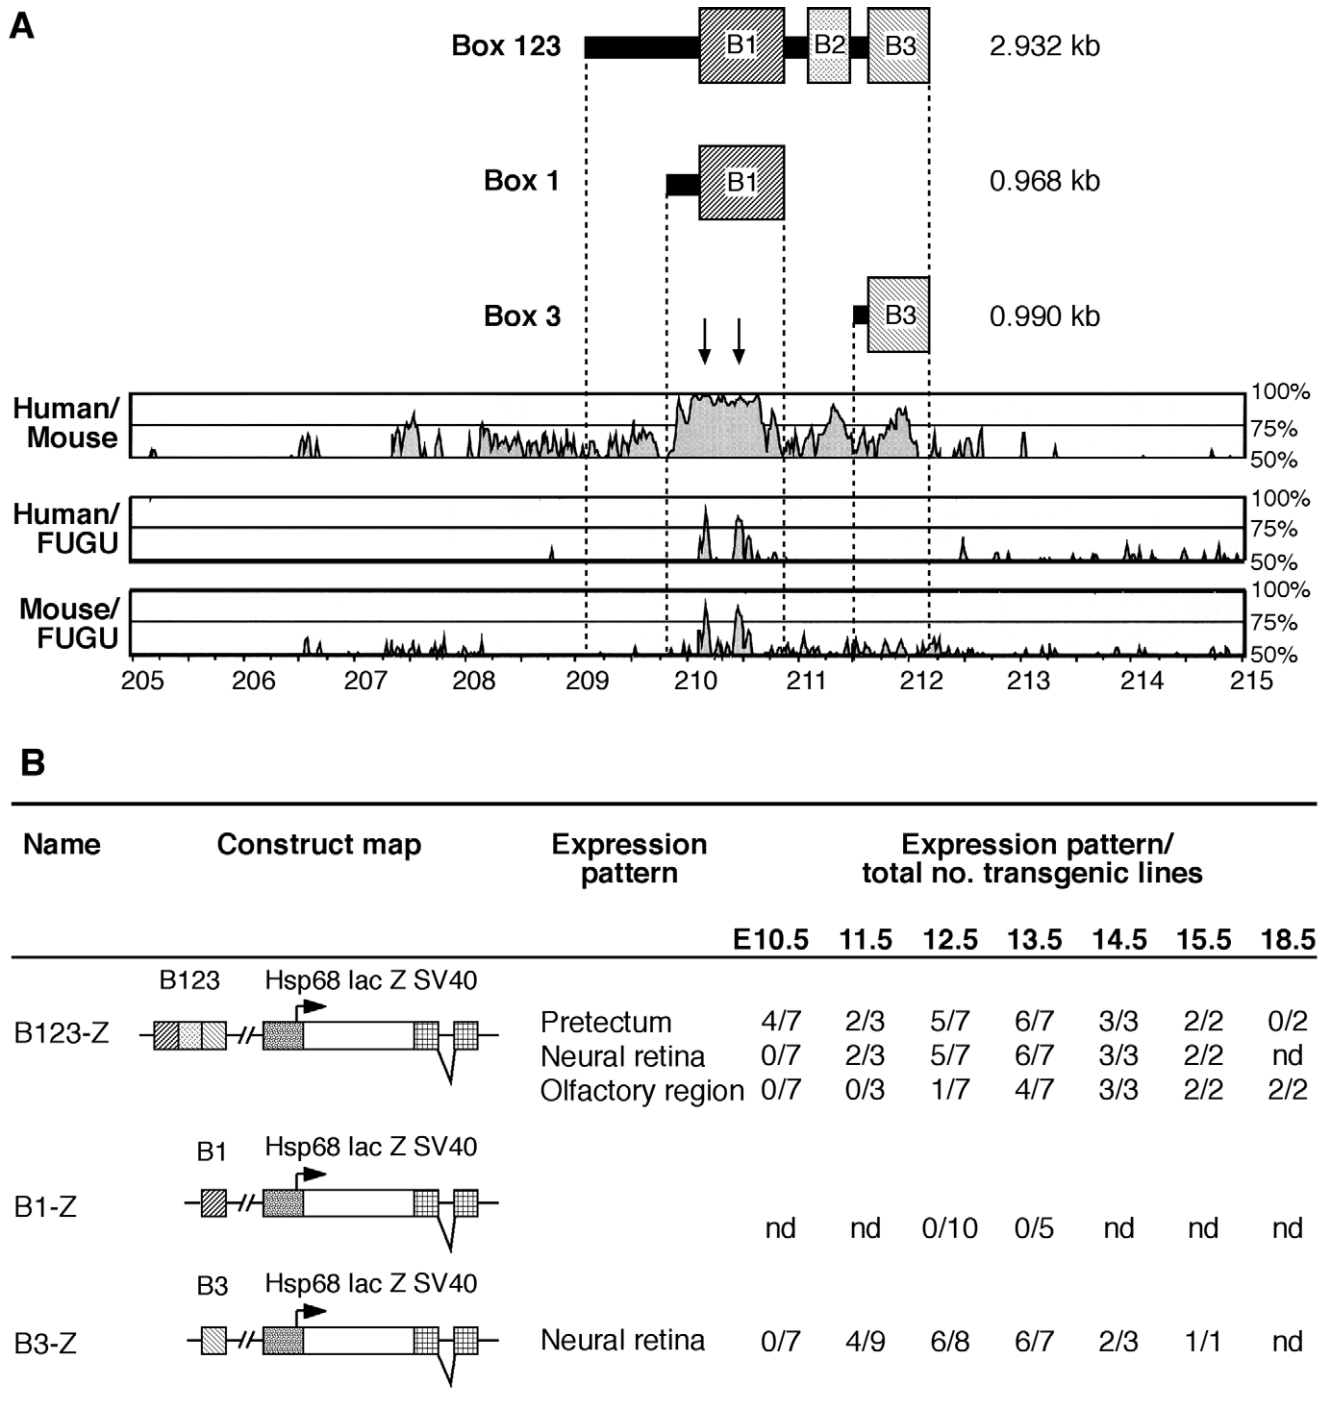 A
Box 123 B1 B2 B3 2.932 kb
Box 1 B1 0.968 kb
Box 3 B3 0.990 kb
Human/
Mouse
100%
75%
50%
Human/
FUGU
100%
75%
50%
Mouse/
FUGU
100%
75%
50%
205 206 207 208 209 210 211 212 213 214 215
B
Name Construct map Expression pattern Expression pattern/
total no. transgenic lines
E10.5 11.5 12.5 13.5 14.5 15.5 18.5
B123 Hsp68 lac Z SV40
B123-Z Pretectum 4/7 2/3 5/7 6/7 3/3 2/2 0/2
Neural retina 0/7 2/3 5/7 6/7 3/3 2/2 nd
Olfactory region 0/7 0/3 1/7 4/7 3/3 2/2 2/2
B1 Hsp68 lac Z SV40
B1-Z nd nd 0/10 0/5 nd nd nd
B3 Hsp68 lac Z SV40
B3-Z Neural retina 0/7 4/9 6/8 6/7 2/3 1/1 nd